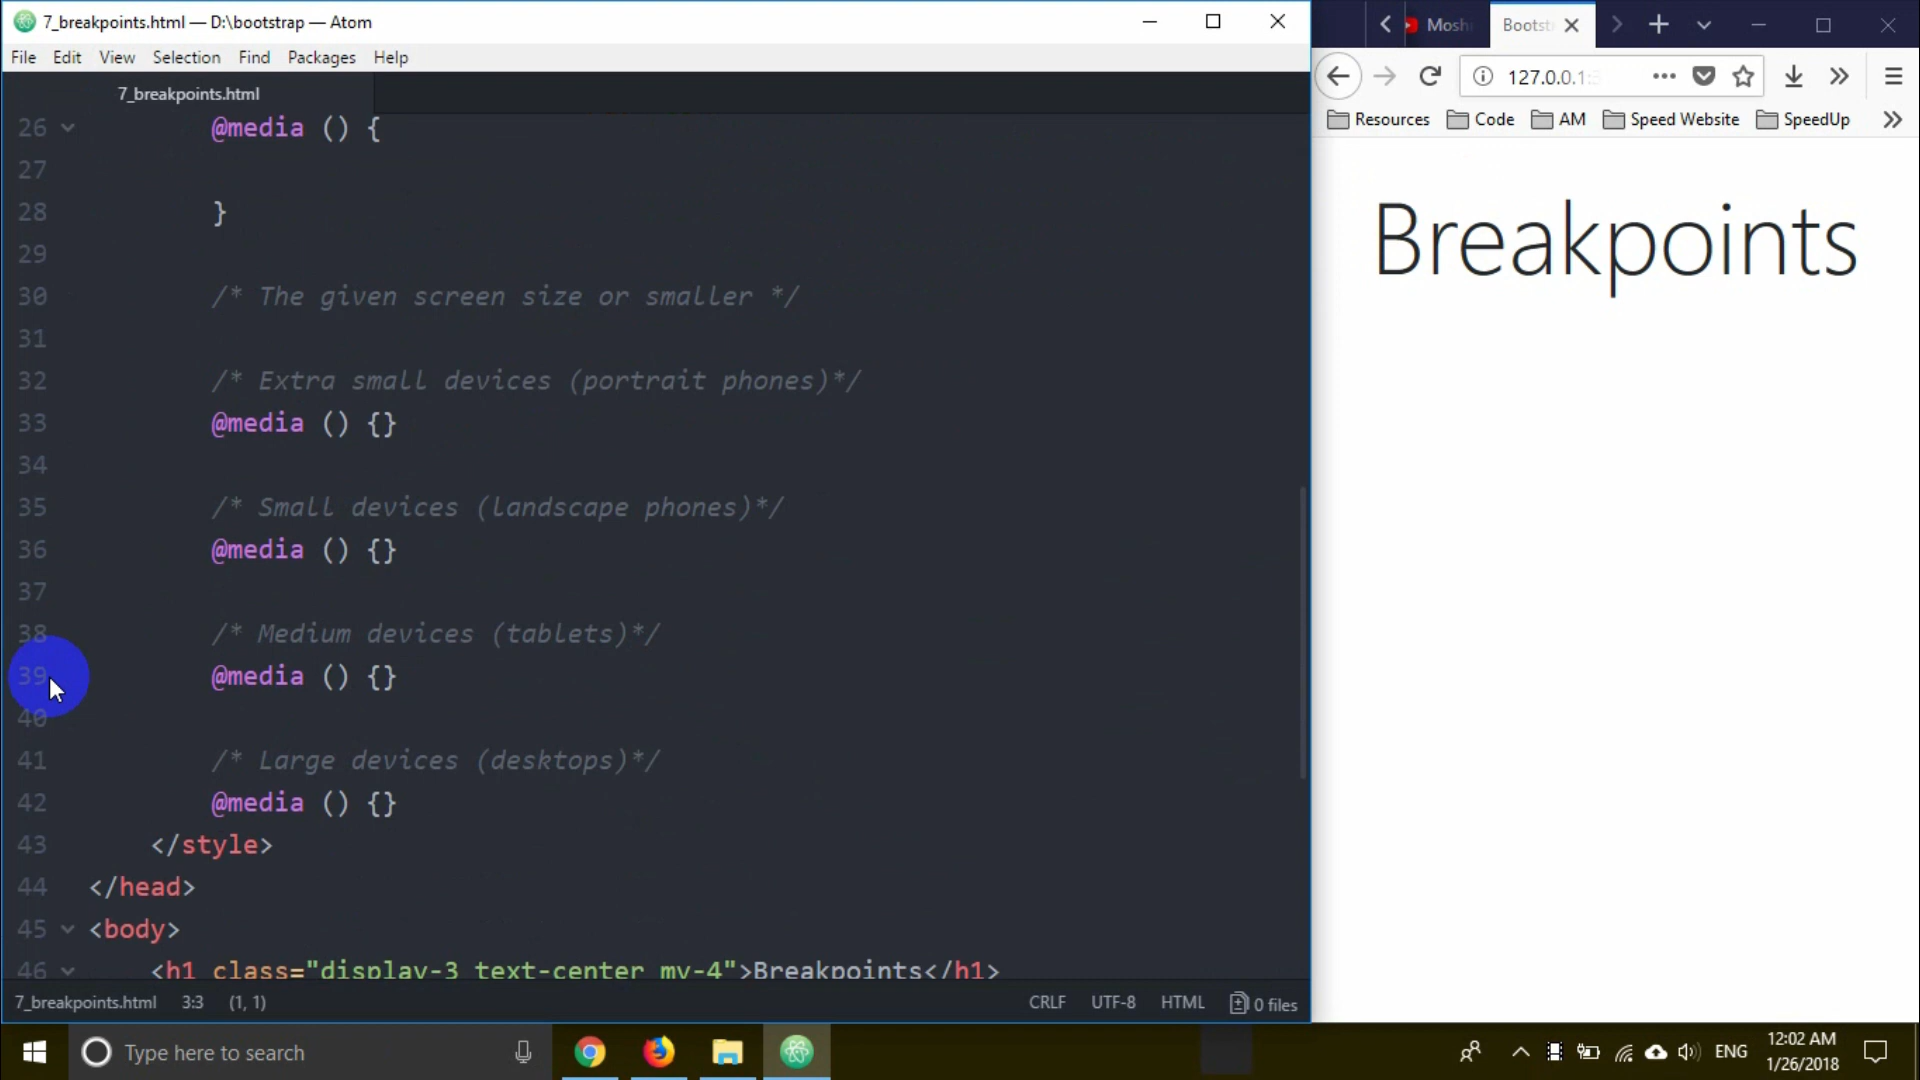 7_breakpoints.html — D:\bootstrap — Atom
File Edit View Selection Find Packages Help
7_breakpoints.html
26 @media () {
27
28 }
29
30 /* The given screen size or smaller */
31
32 /* Extra small devices (portrait phones)*/
33 @media () {}
34
35 /* Small devices (landscape phones)*/
36 @media () {}
37
38 /* Medium devices (tablets)*/
39 @media () {}
40
41 /* Large devices (desktops)*/
42 @media () {}
43 </style>
44 </head>
45 <body>
46 <h1 class="display-3 text-center my-4">Breakpoints</h1>
7_breakpoints.html 3:3 (1, 1) CRLF UTF-8 HTML 0 files
Mosh Bootst
127.0.0.1:
Resources Code AM Speed Website SpeedUp
Breakpoints
Type here to search
ENG
12:02 AM
1/26/2018